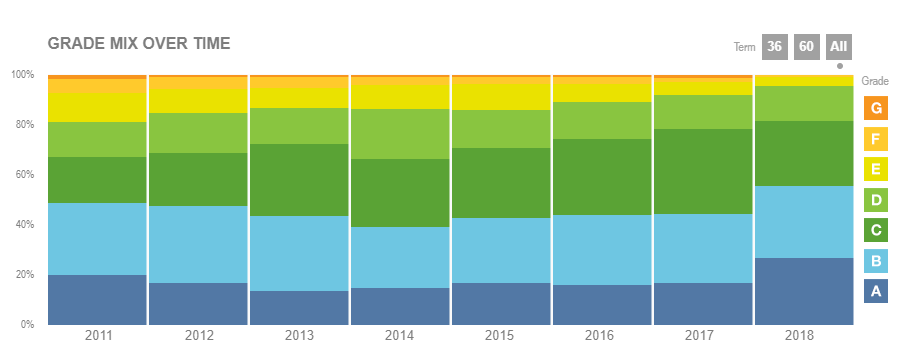 GRADE MIX OVER TIME
Term 36 60 All
Grade
100%
80%
60%
40%
20%
0%
G
F
E
D
C
B
A
2011 2012 2013 2014 2015 2016 2017 2018